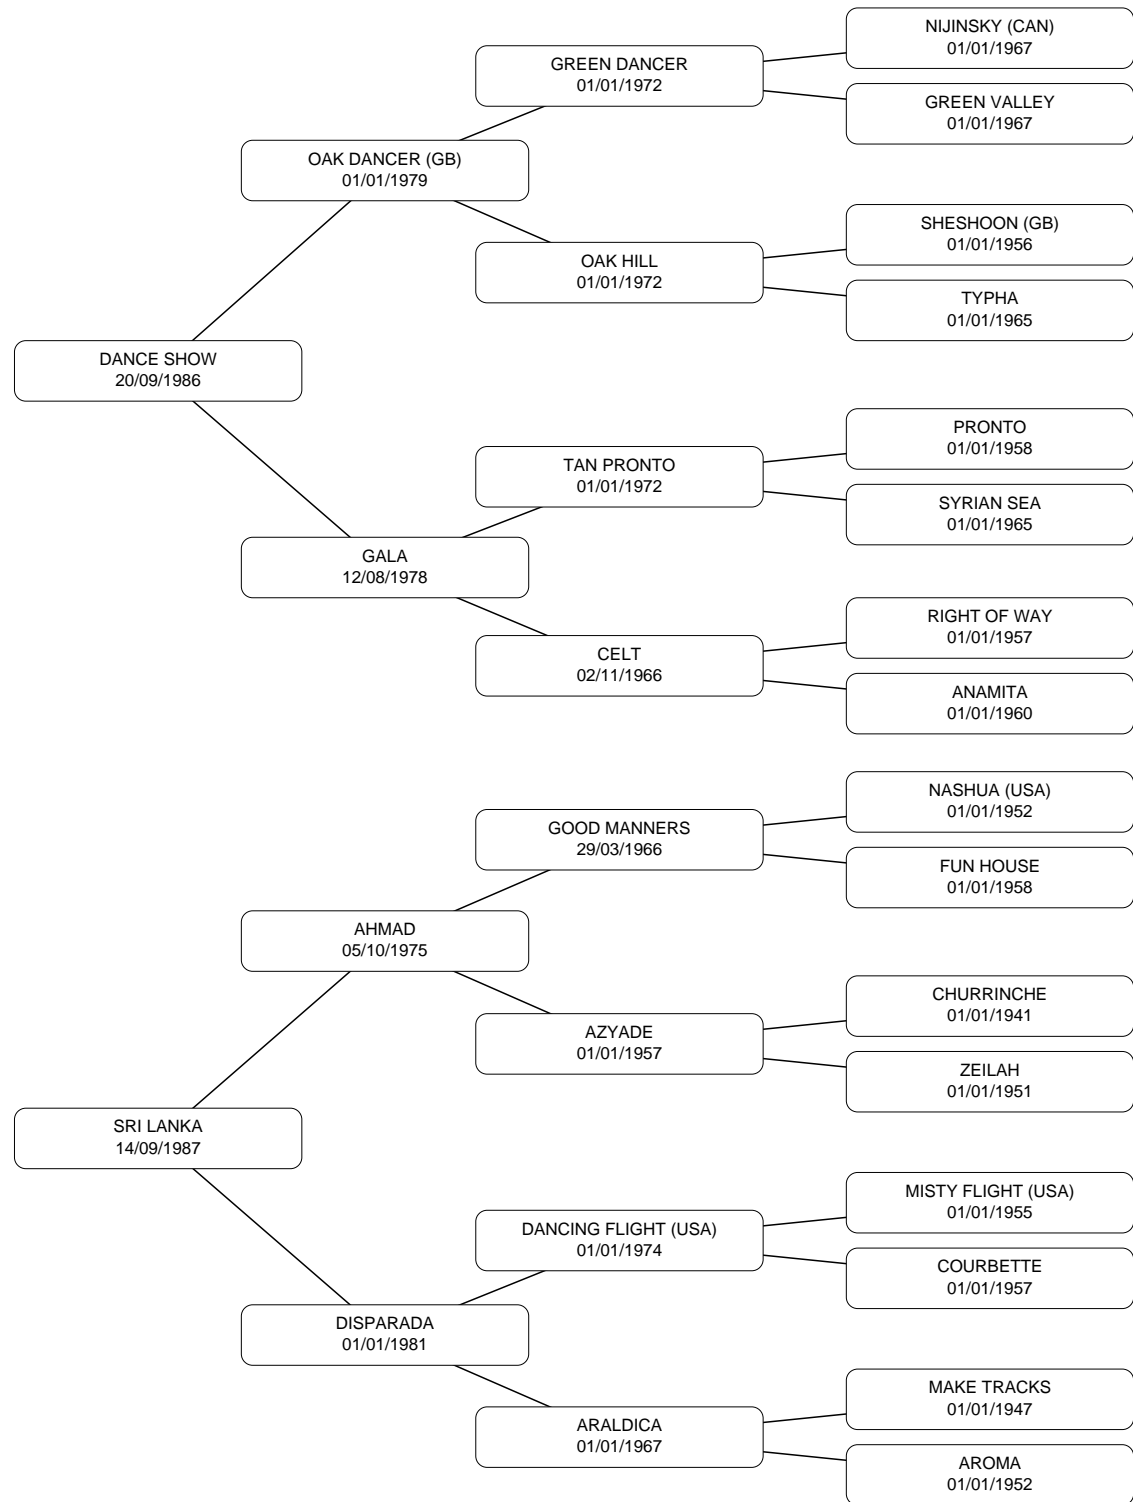 NIJINSKY (CAN)
01/01/1967
GREEN DANCER
01/01/1972
GREEN VALLEY
01/01/1967
OAK DANCER (GB)
01/01/1979
SHESHOON (GB)
01/01/1956
OAK HILL
01/01/1972
TYPHA
01/01/1965
DANCE SHOW
20/09/1986
PRONTO
01/01/1958
TAN PRONTO
01/01/1972
SYRIAN SEA
01/01/1965
GALA
12/08/1978
RIGHT OF WAY
01/01/1957
CELT
02/11/1966
ANAMITA
01/01/1960
NASHUA (USA)
01/01/1952
GOOD MANNERS
29/03/1966
FUN HOUSE
01/01/1958
AHMAD
05/10/1975
CHURRINCHE
01/01/1941
AZYADE
01/01/1957
ZEILAH
01/01/1951
SRI LANKA
14/09/1987
MISTY FLIGHT (USA)
01/01/1955
DANCING FLIGHT (USA)
01/01/1974
COURBETTE
01/01/1957
DISPARADA
01/01/1981
MAKE TRACKS
01/01/1947
ARALDICA
01/01/1967
AROMA
01/01/1952